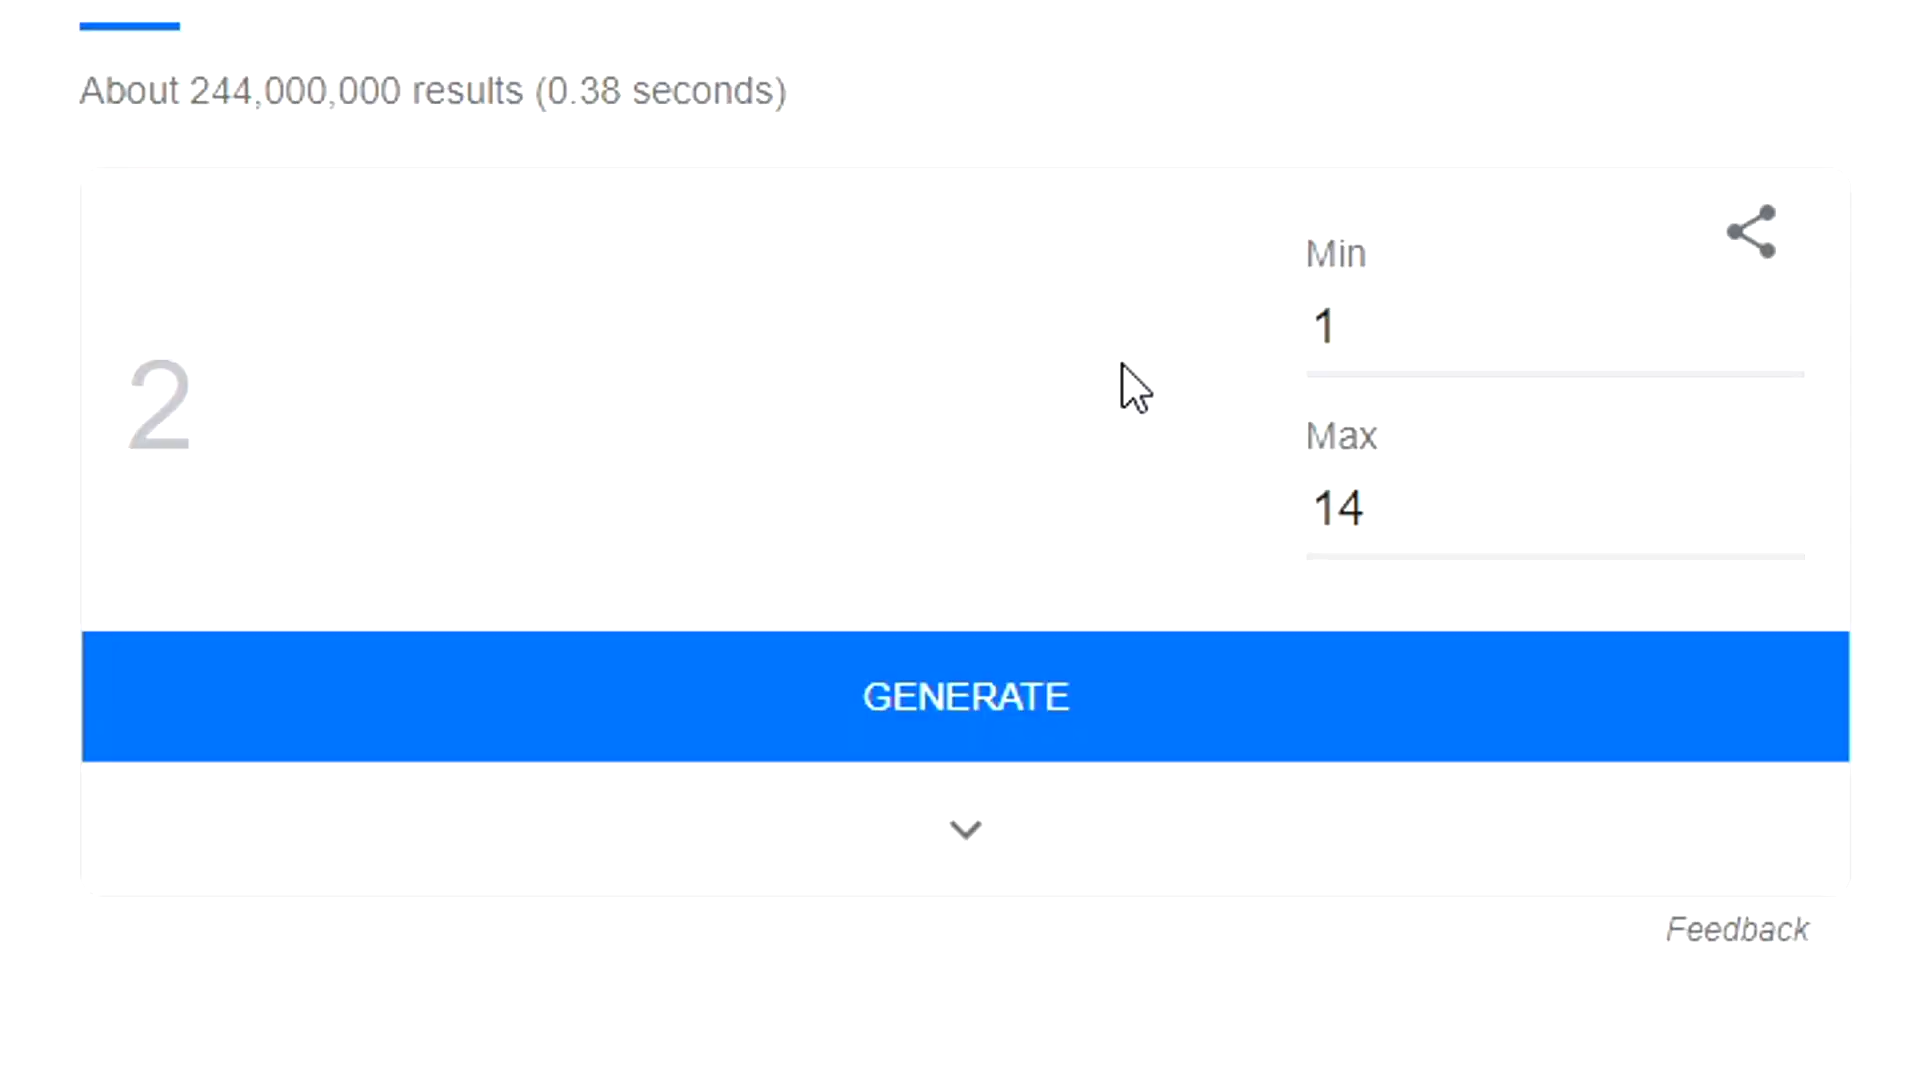 About 244,000,000 results (0.38 seconds)
Min
1
2
Max
14
GENERATE
Feedback